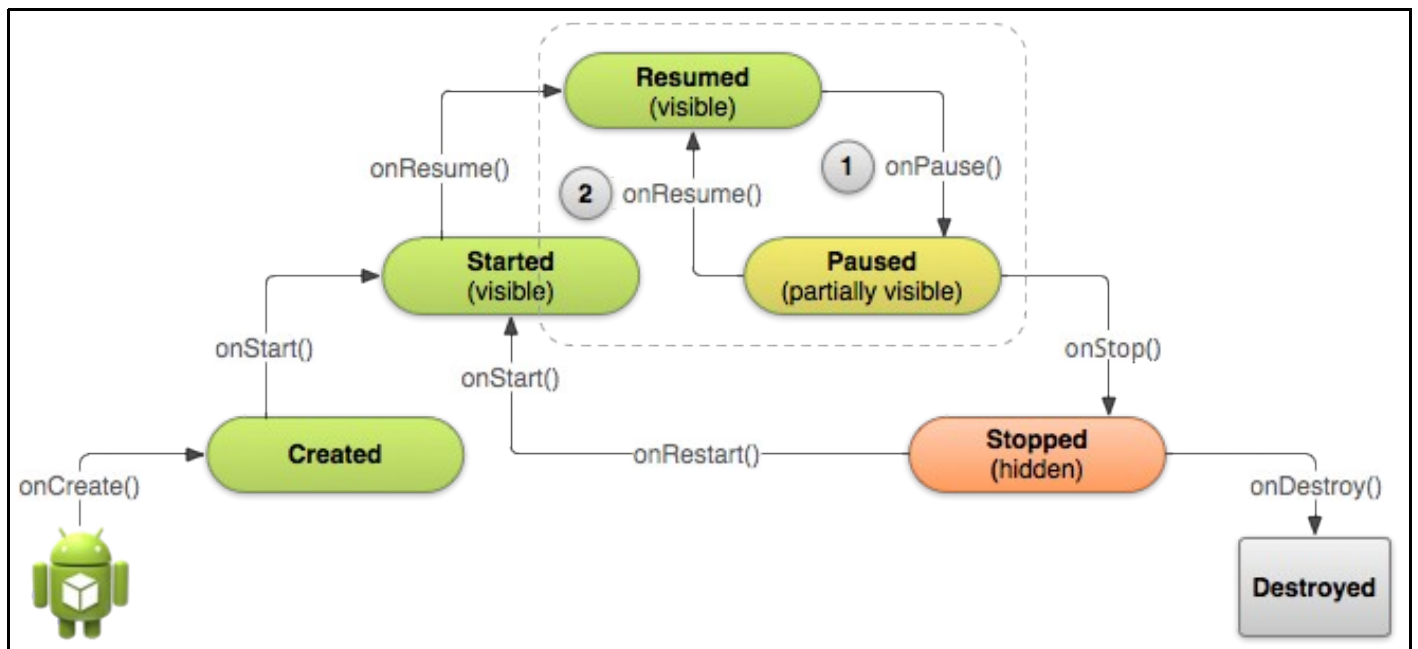 Resumed
(visible)
onResume()
1
onPause()
2
onResume()
Started
(visible)
Paused
(partially visible)
onStart()
onStart()
onStop()
Created
onRestart()
Stopped
(hidden)
onCreate()
onDestroy()
Destroyed